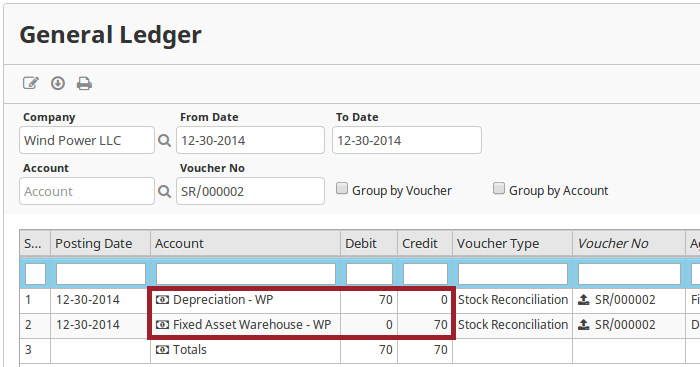 General Ledger
Company From Date To Date
Wind Power LLC 12-30-2014 12-30-2014
Account Voucher No
Account SR/000002 Group by Voucher Group by Account
S... Posting Date Account Debit Credit Voucher Type Voucher No Ag
1 12-30-2014 Depreciation - WP 70 0 Stock Reconciliation SR/000002 Fi
2 12-30-2014 Fixed Asset Warehouse - WP 0 70 Stock Reconciliation SR/000002 D
3 Totals 70 70